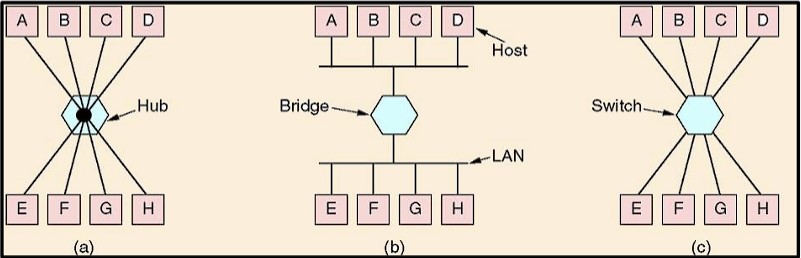 A B C D
Hub
E F G H
(a)
A B C D
Host
Bridge
LAN
E F G H
(b)
A B C D
Switch
E F G H
(c)